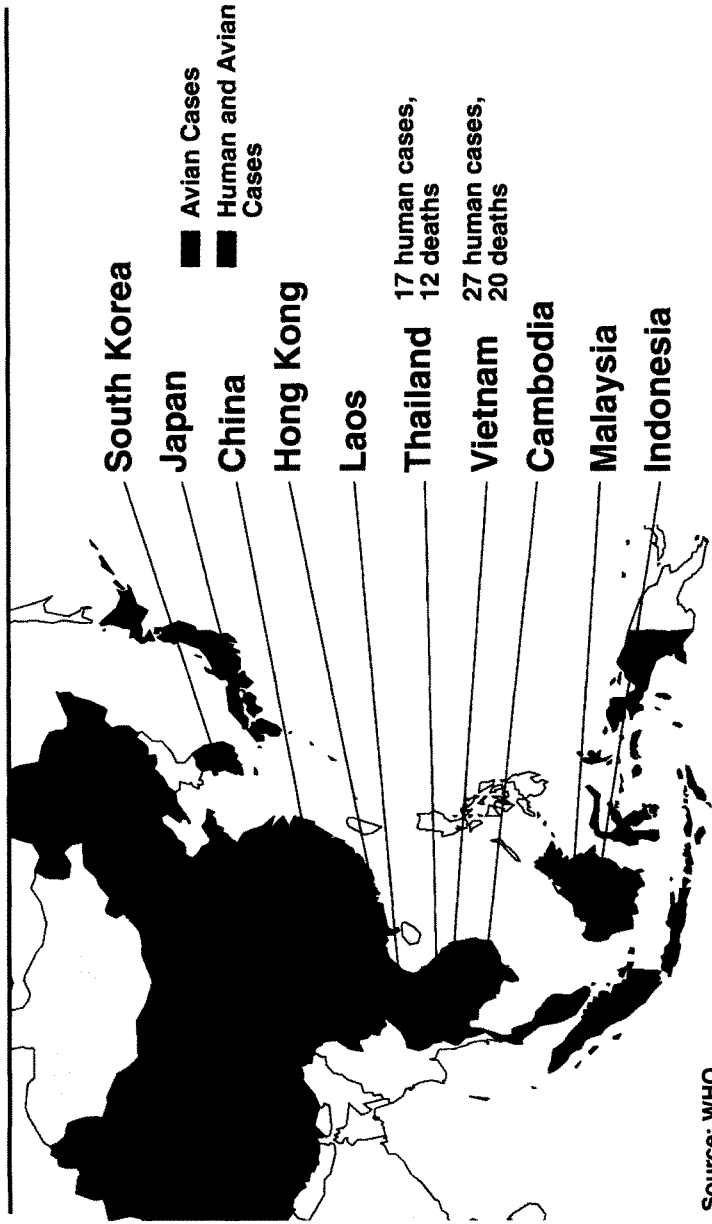 South Korea
Japan
China
Hong Kong
Laos
Thailand
17 human cases,
12 deaths
Vietnam
27 human cases,
20 deaths
Cambodia
Malaysia
Indonesia
Avian Cases
Human and Avian
Cases
Source: WHO